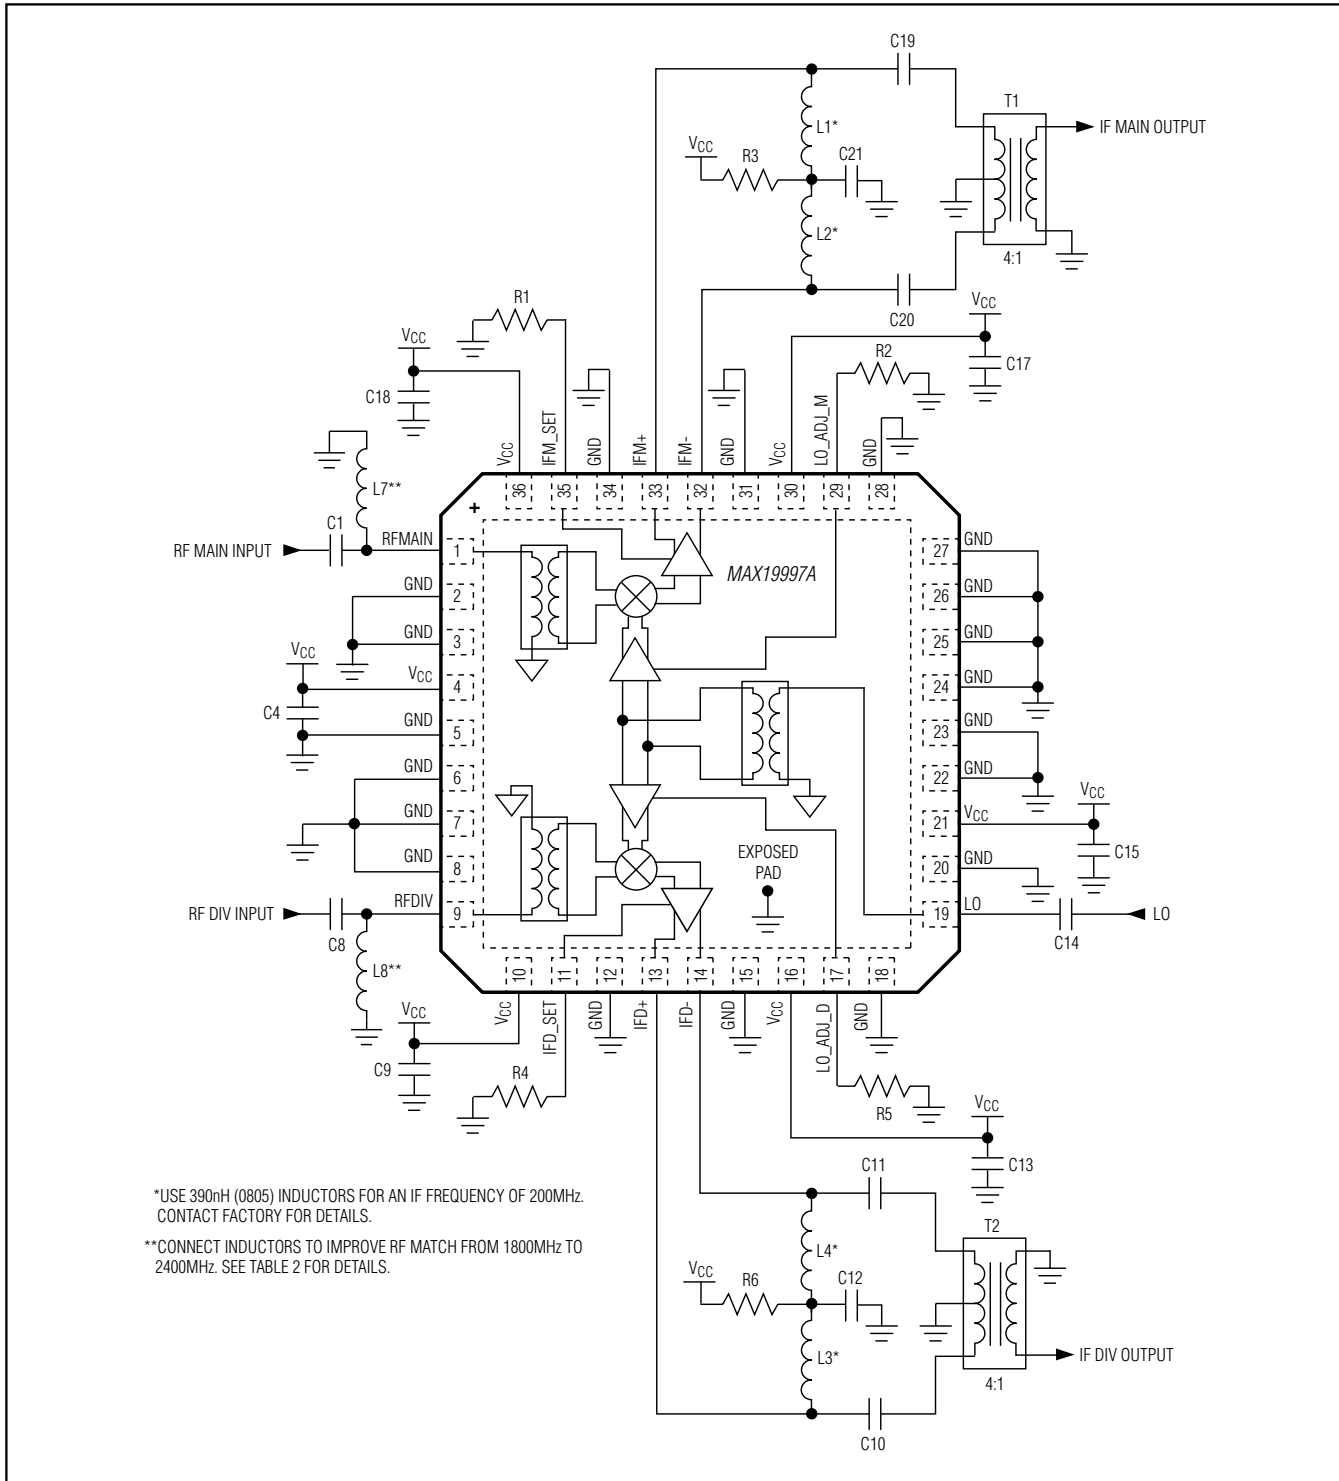 C19
T1
L1*
IF MAIN OUTPUT
VCC
R3
C21
L2*
4:1
R1
C20
VCC
VCC
R2
C17
C18
VCC
IFM_SET
GND
IFM+
IFM-
GND
VCC
LO_ADJ_M
GND
L7**
36
35
34
33
32
31
30
29
28
+
C1
RF MAIN INPUT
RFMAIN
1
MAX19997A
27
GND
GND
2
26
GND
GND
3
25
GND
VCC
VCC
4
24
GND
C4
GND
5
23
GND
GND
6
22
GND
VCC
GND
7
21
VCC
EXPOSED
PAD
C15
GND
8
20
GND
RF DIV INPUT
RFDIV
9
19
LO
LO
C8
C14
L8**
10
11
12
13
14
15
16
17
18
VCC
VCC
IFD_SET
GND
IFD+
IFD-
GND
VCC
LO_ADJ_D
GND
C9
R4
R5
VCC
C13
C11
*USE 390nH (0805) INDUCTORS FOR AN IF FREQUENCY OF 200MHz.
CONTACT FACTORY FOR DETAILS.
T2
**CONNECT INDUCTORS TO IMPROVE RF MATCH FROM 1800MHz TO
2400MHz. SEE TABLE 2 FOR DETAILS.
L4*
VCC
R6
C12
L3*
IF DIV OUTPUT
4:1
C10